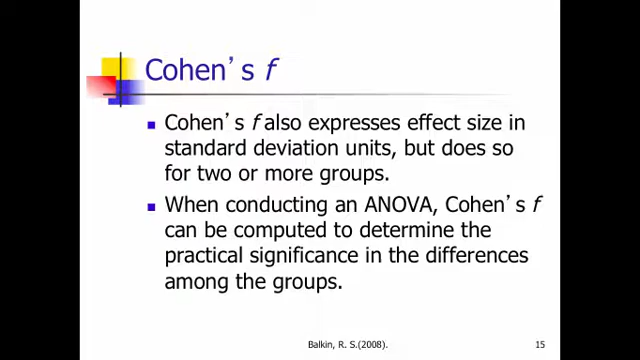 Cohen’s f
Cohen’s f also expresses effect size in
standard deviation units, but does so
for two or more groups.
When conducting an ANOVA, Cohen’s f
can be computed to determine the
practical significance in the differences
among the groups.
Balkin, R. S.(2008).
15